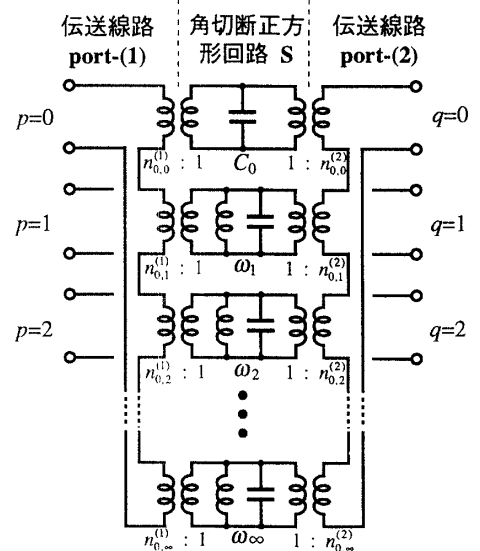 伝送線路 角切断正方 伝送線路
port-(1) 形回路 S port-(2)
p=0 q=0
n_{0,0}^{(1)} : 1 C_0 1 : n_{0,0}^{(2)}
p=1 q=1
n_{0,1}^{(1)} : 1 ω_1 1 : n_{0,1}^{(2)}
p=2 q=2
n_{0,2}^{(1)} : 1 ω_2 1 : n_{0,2}^{(2)}
n_{0,∞}^{(1)} : 1 ω_∞ 1 : n_{0,∞}^{(2)}